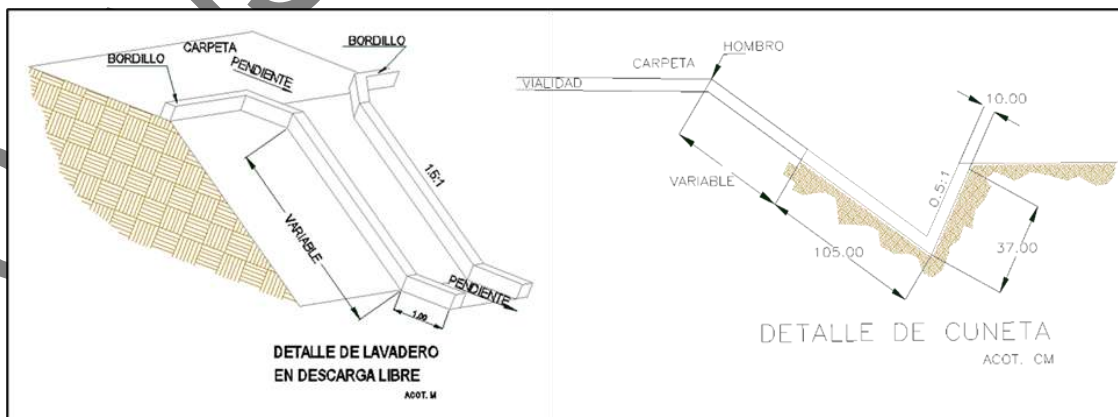 BORDILLO
CARPETA
BORDILLO
PENDIENTE
1.5:1
VARIABLE
PENDIENTE
1.00
DETALLE DE LAVADERO
EN DESCARGA LIBRE
ACOT. M
HOMBRO
CARPETA
VIALIDAD
10.00
VARIABLE
0.5:1
105.00
37.00
DETALLE DE CUNETA
ACOT. CM